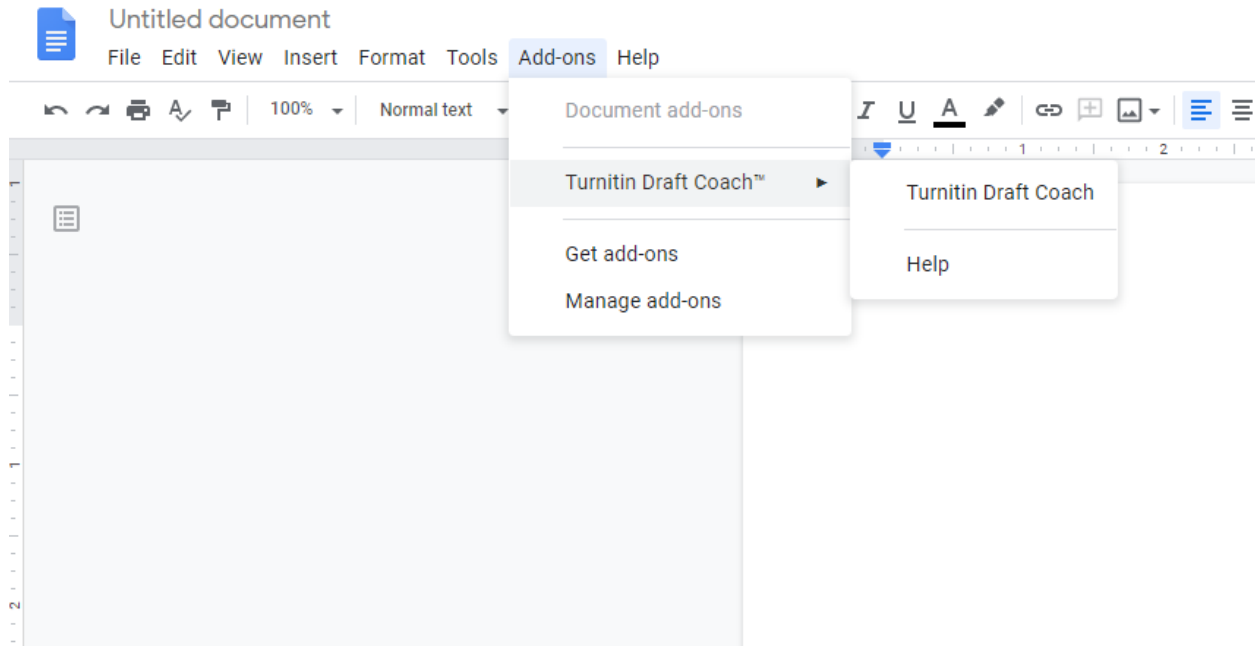 Untitled document
File Edit View Insert Format Tools Add-ons Help
100% Normal text I U A
Document add-ons
1 2
Turnitin Draft Coach™ ►
Turnitin Draft Coach
Get add-ons
Help
Manage add-ons
1
1
2